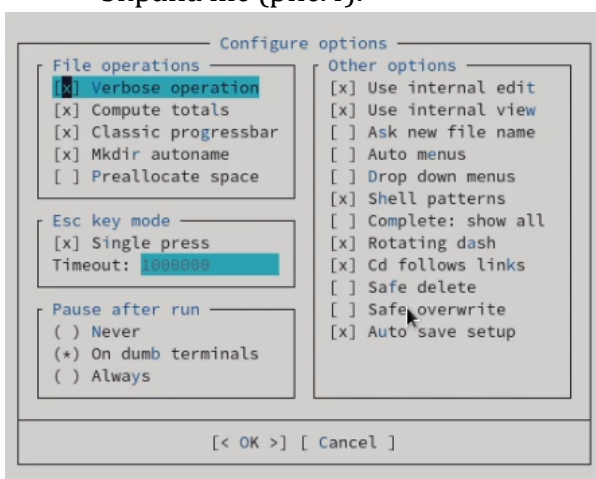 Configure options
File operations
[x] Verbose operation
[x] Compute totals
[x] Classic progressbar
[x] Mkdir autoname
[ ] Preallocate space
Esc key mode
[x] Single press
Timeout: 1000000
Pause after run
( ) Never
(*) On dumb terminals
( ) Always
Other options
[x] Use internal edit
[x] Use internal view
[ ] Ask new file name
[ ] Auto menus
[ ] Drop down menus
[x] Shell patterns
[ ] Complete: show all
[x] Rotating dash
[x] Cd follows links
[ ] Safe delete
[ ] Safe overwrite
[x] Auto save setup
[< OK >] [ Cancel ]